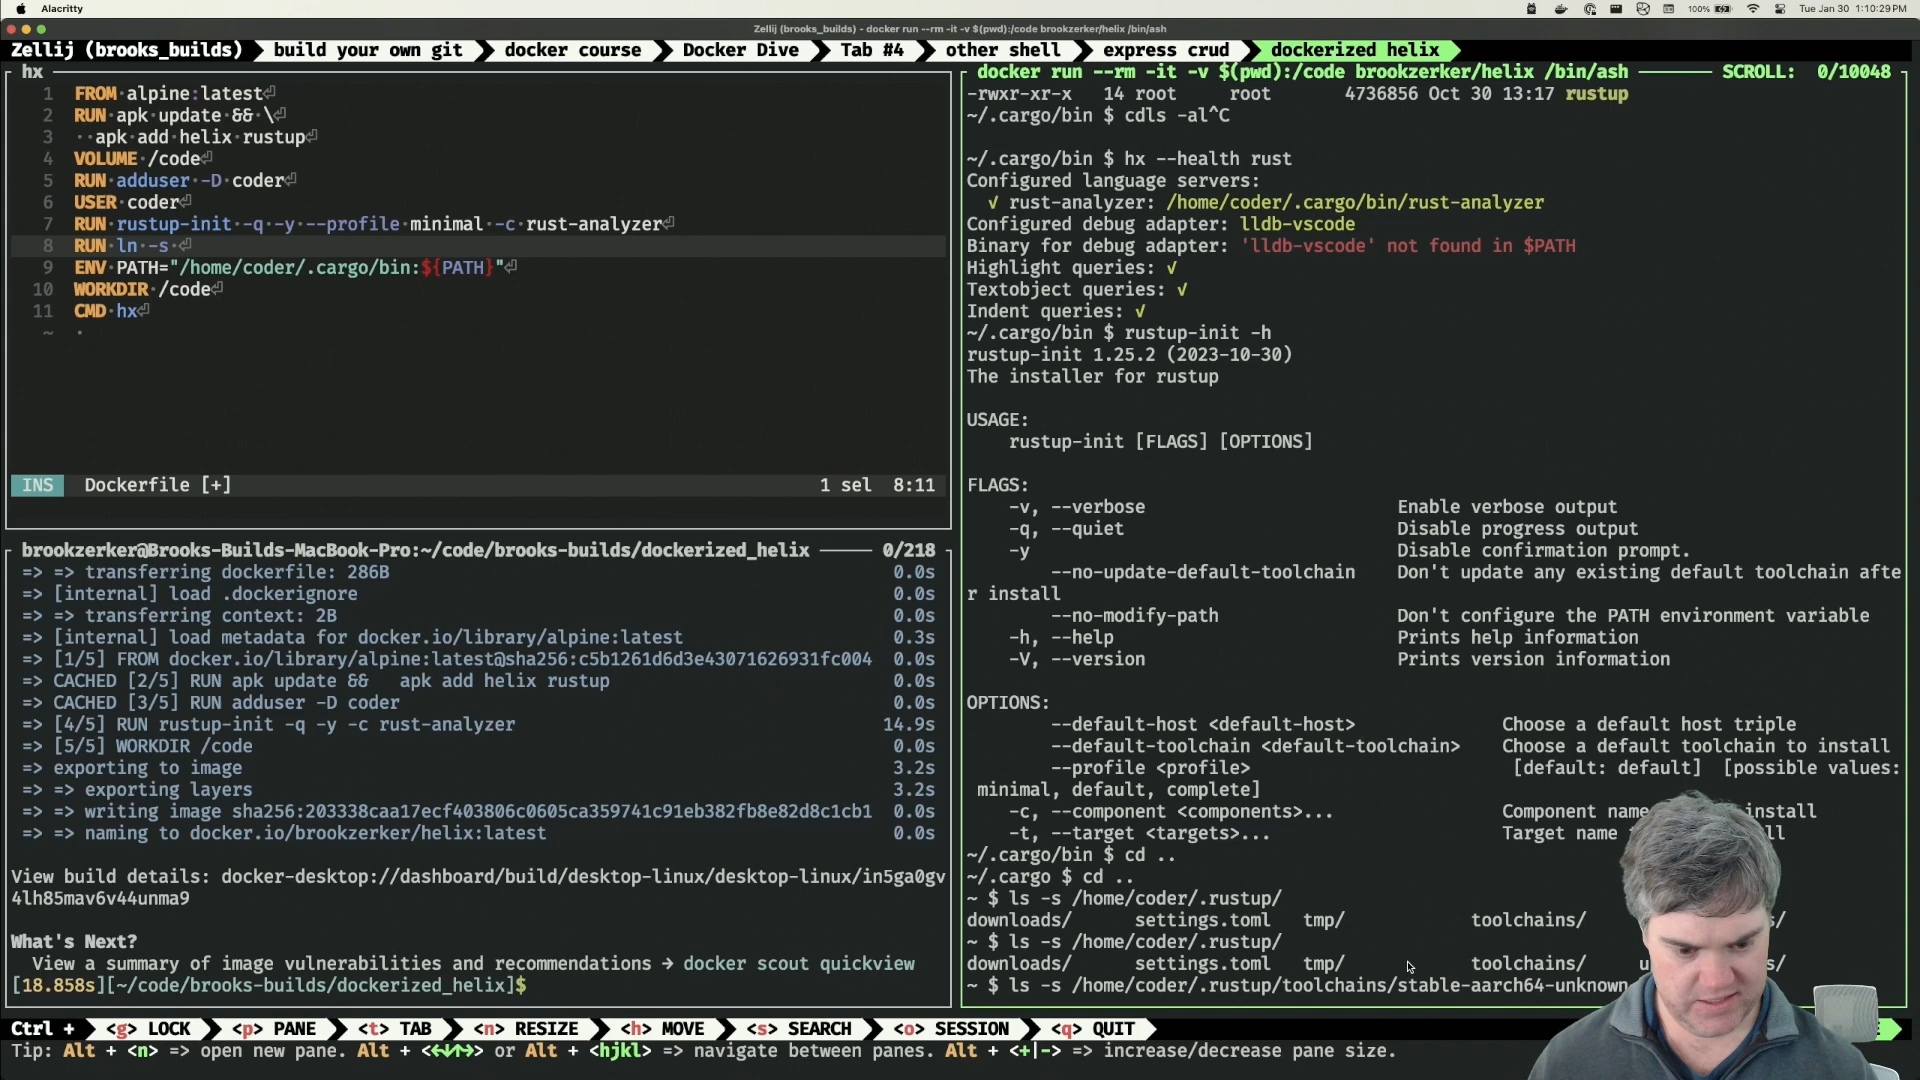 Alacritty
100%
Tue Jan 30 1:10:29 PM
Zellij (brooks_builds) - docker run --rm -it -v $(pwd):/code brookzerker/helix /bin/ash
Zellij (brooks_builds) build your own git docker course Docker Dive Tab #4 other shell express crud dockerized helix
hx
1 FROM·alpine:latest⏎
2 RUN·apk·update·&&·\⏎
3 ··apk·add·helix·rustup⏎
4 VOLUME·/code⏎
5 RUN·adduser·-D·coder⏎
6 USER·coder⏎
7 RUN·rustup-init·-q·-y·--profile·minimal·-c·rust-analyzer⏎
8 RUN·ln·-s·⏎
9 ENV·PATH="/home/coder/.cargo/bin:${PATH}"⏎
10 WORKDIR·/code⏎
11 CMD·hx⏎
~ ·
INS Dockerfile [+] 1 sel 8:11
brookzerker@Brooks-Builds-MacBook-Pro:~/code/brooks-builds/dockerized_helix 0/218
=> => transferring dockerfile: 286B 0.0s
=> [internal] load .dockerignore 0.0s
=> => transferring context: 2B 0.0s
=> [internal] load metadata for docker.io/library/alpine:latest 0.3s
=> [1/5] FROM docker.io/library/alpine:latest@sha256:c5b1261d6d3e43071626931fc004 0.0s
=> CACHED [2/5] RUN apk update &&   apk add helix rustup 0.0s
=> CACHED [3/5] RUN adduser -D coder 0.0s
=> [4/5] RUN rustup-init -q -y -c rust-analyzer 14.9s
=> [5/5] WORKDIR /code 0.0s
=> exporting to image 3.2s
=> => exporting layers 3.2s
=> => writing image sha256:203338caa17ecf403806c0605ca359741c91eb382fb8e82d8c1cb1 0.0s
=> => naming to docker.io/brookzerker/helix:latest 0.0s
View build details: docker-desktop://dashboard/build/desktop-linux/desktop-linux/in5ga0gv
4lh85mav6v44unma9
What's Next?
View a summary of image vulnerabilities and recommendations → docker scout quickview
[18.858s][~/code/brooks-builds/dockerized_helix]$
docker run --rm -it -v $(pwd):/code brookzerker/helix /bin/ash SCROLL: 0/10048
-rwxr-xr-x 14 root root 4736856 Oct 30 13:17 rustup
~/.cargo/bin $ cdls -al^C
~/.cargo/bin $ hx --health rust
Configured language servers:
✓ rust-analyzer: /home/coder/.cargo/bin/rust-analyzer
Configured debug adapter: lldb-vscode
Binary for debug adapter: 'lldb-vscode' not found in $PATH
Highlight queries: ✓
Textobject queries: ✓
Indent queries: ✓
~/.cargo/bin $ rustup-init -h
rustup-init 1.25.2 (2023-10-30)
The installer for rustup
USAGE:
rustup-init [FLAGS] [OPTIONS]
FLAGS:
-v, --verbose Enable verbose output
-q, --quiet Disable progress output
-y Disable confirmation prompt.
--no-update-default-toolchain Don't update any existing default toolchain afte
r install
--no-modify-path Don't configure the PATH environment variable
-h, --help Prints help information
-V, --version Prints version information
OPTIONS:
--default-host <default-host> Choose a default host triple
--default-toolchain <default-toolchain> Choose a default toolchain to install
--profile <profile> [default: default] [possible values:
minimal, default, complete]
-c, --component <components>... Component name install
-t, --target <targets>... Target name
~/.cargo/bin $ cd ..
~/.cargo $ cd ..
~ $ ls -s /home/coder/.rustup/
downloads/ settings.toml tmp/ toolchains/
~ $ ls -s /home/coder/.rustup/
downloads/ settings.toml tmp/ toolchains/
~ $ ls -s /home/coder/.rustup/toolchains/stable-aarch64-unknown
Ctrl + <g> LOCK <p> PANE <t> TAB <n> RESIZE <h> MOVE <s> SEARCH <o> SESSION <q> QUIT
Tip: Alt + <n> => open new pane. Alt + <←↓↑→> or Alt + <hjkl> => navigate between panes. Alt + <+|-> => increase/decrease pane size.